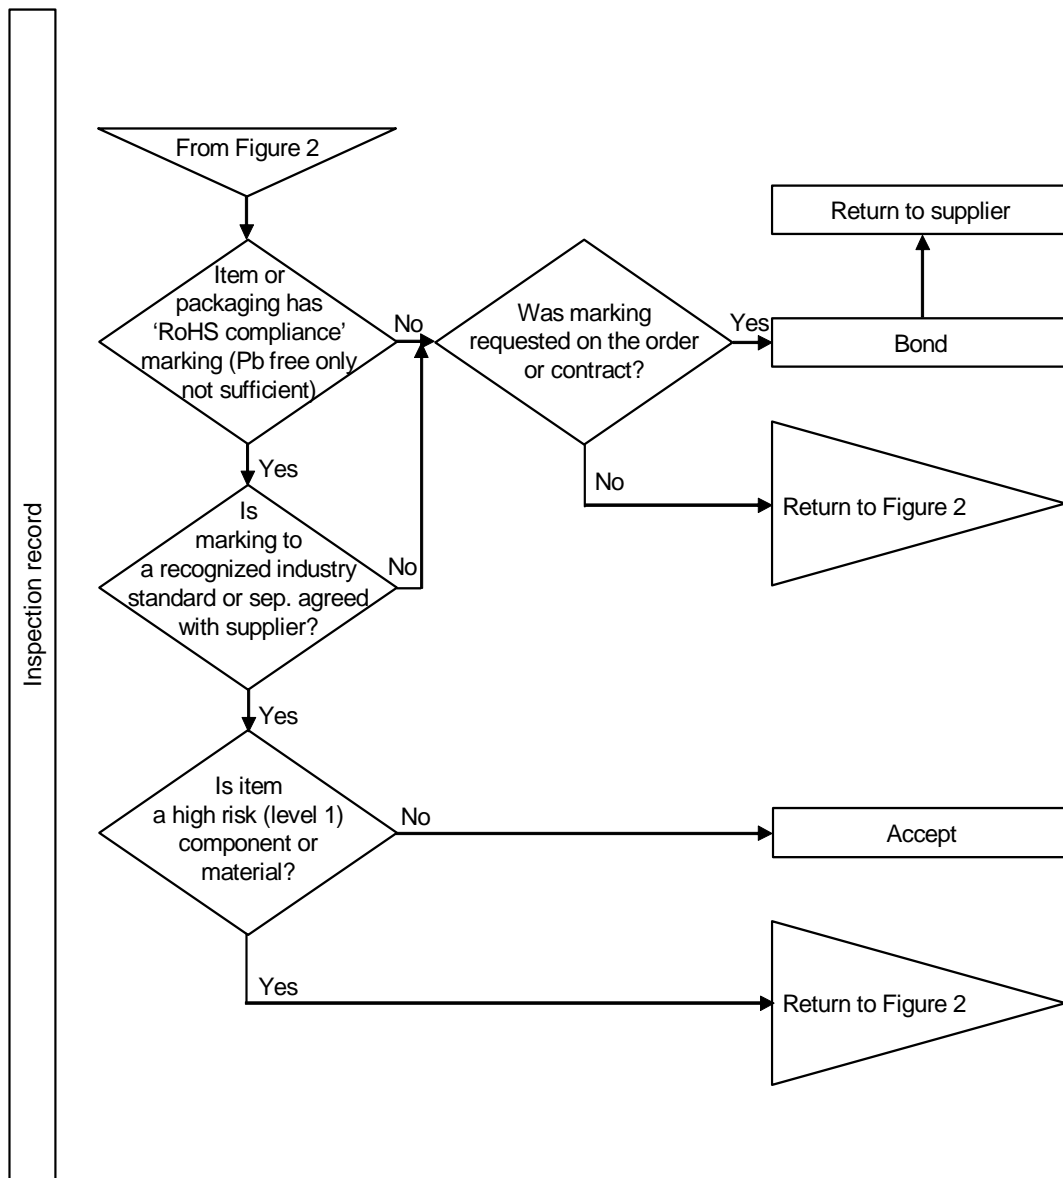 Inspection record
From Figure 2
Item or
packaging has
‘RoHS compliance’
marking (Pb free only
not sufficient)
No
Yes
Was marking
requested on the order
or contract?
Yes
No
Return to supplier
Bond
Return to Figure 2
Is
marking to
a recognized industry
standard or sep. agreed
with supplier?
No
Yes
Is item
a high risk (level 1)
component or
material?
No
Yes
Accept
Return to Figure 2